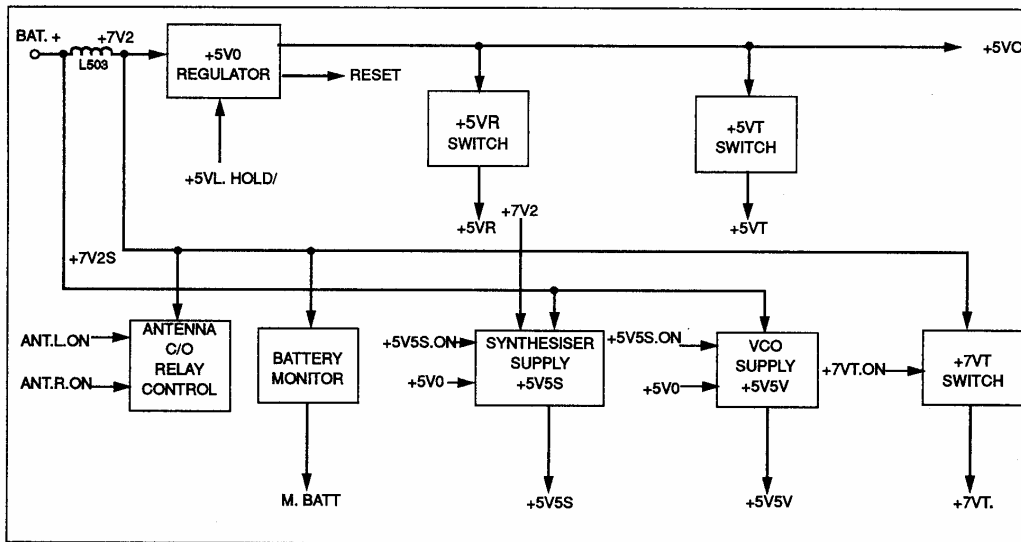 BAT. +
+7V2
L503
+5V0
REGULATOR
RESET
+5VO
+5VL. HOLD/
+5VR
SWITCH
+5VT
SWITCH
+5VR
+7V2
+5VT
+7V2S
ANT.L.ON
ANT.R.ON
ANTENNA
C/O
RELAY
CONTROL
BATTERY
MONITOR
+5V5S.ON
+5V0
SYNTHESISER
SUPPLY
+5V5S
+5V5S.ON
+5V0
VCO
SUPPLY
+5V5V
+7VT.ON
+7VT
SWITCH
M. BATT
+5V5S
+5V5V
+7VT.